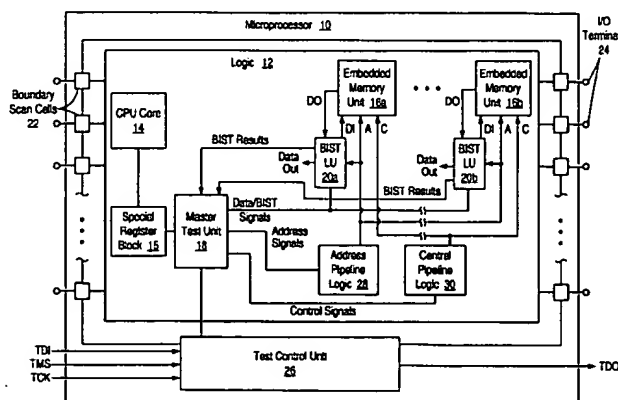 Microprocessor 10
I/O
Terminals
24
Logic 12
Boundary
Scan Cells
22
CPU Core
14
Embedded
Memory
Unit 16a
Embedded
Memory
Unit 16b
DO
DI
A
C
DO
DI
A
C
BIST Results
Data
Out
BIST
LU
20a
Data
Out
BIST
LU
20b
BIST Results
Data/BIST
Signals
Special
Register
Block 15
Master
Test Unit
18
Address
Signals
Address
Pipeline
Logic 28
Central
Pipeline
Logic 30
Control Signals
TDI
TMS
TCK
Test Control Unit
26
TDO